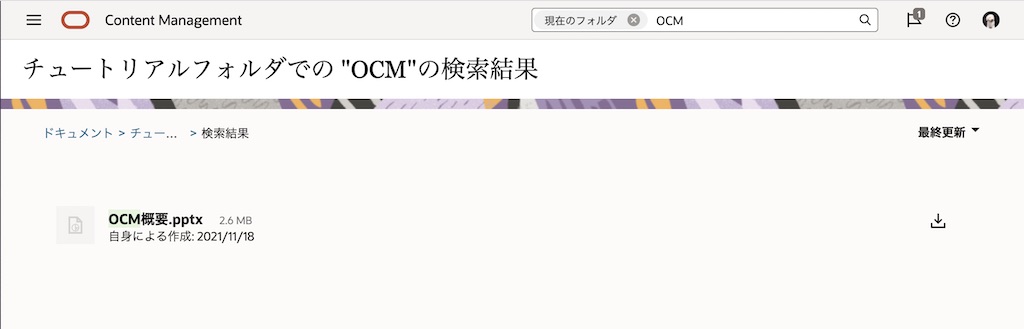 Content Management
現在のフォルダ OCM
1
チュートリアルフォルダでの "OCM"の検索結果
ドキュメント > チュー... > 検索結果
最終更新
OCM概要.pptx 2.6 MB
自身による作成: 2021/11/18